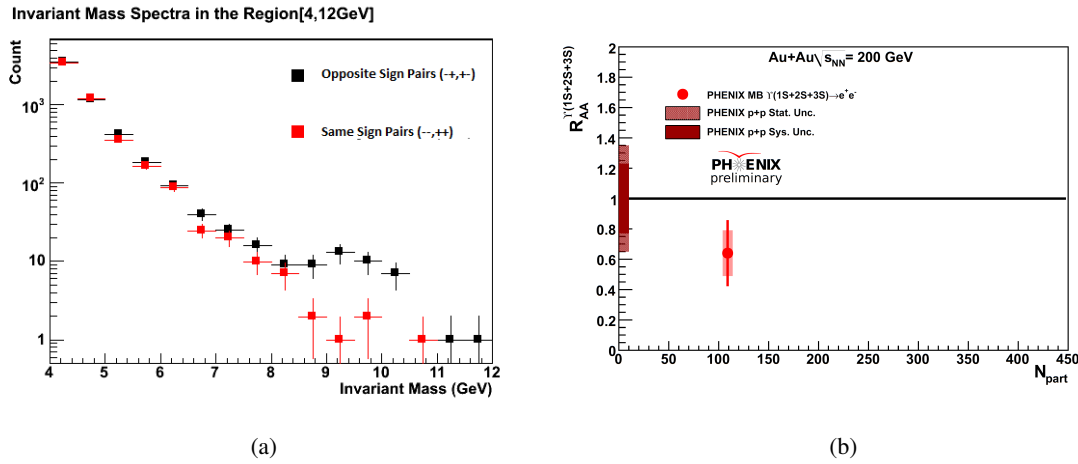 Invariant Mass Spectra in the Region[4,12GeV]
Count
10³
10²
10
1
4 5 6 7 8 9 10 11 12
Invariant Mass (GeV)
Opposite Sign Pairs (-+,+-)
Same Sign Pairs (--,++)
(a)
R_AA^ϒ(1S+2S+3S)
2
1.8
1.6
1.4
1.2
1
0.8
0.6
0.4
0.2
0
0 50 100 150 200 250 300 350 400 450
N_part
Au+Au√s_NN = 200 GeV
PHENIX MB ϒ(1S+2S+3S)→e⁺e⁻
PHENIX p+p Stat. Unc.
PHENIX p+p Sys. Unc.
PHENIX
preliminary
(b)